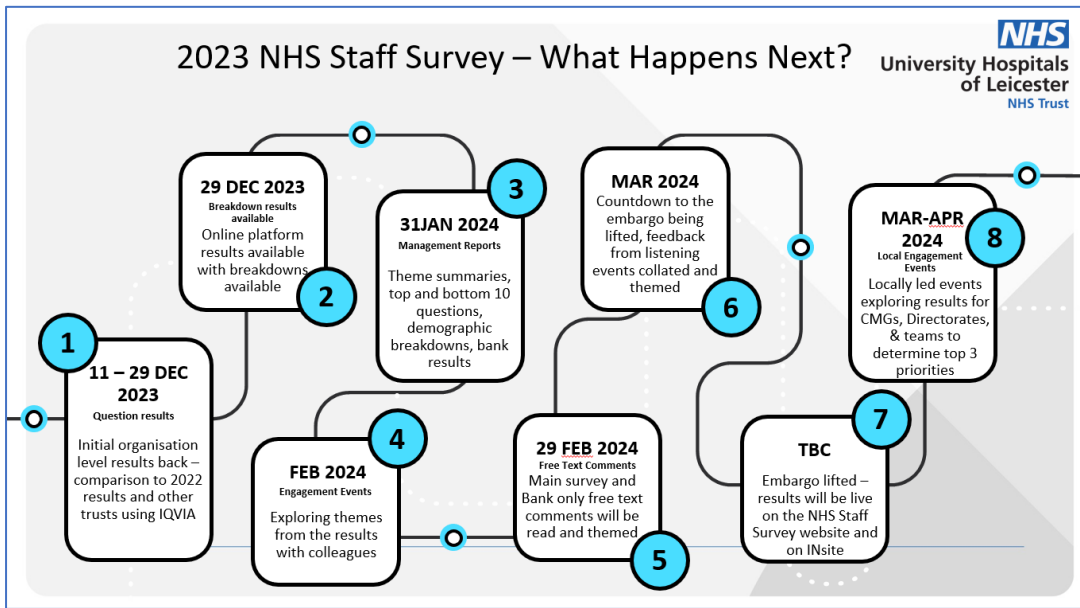 2023 NHS Staff Survey – What Happens Next?
NHS
University Hospitals
of Leicester
NHS Trust
1
11 – 29 DEC
2023
Question results
Initial organisation
level results back –
comparison to 2022
results and other
trusts using IQVIA
29 DEC 2023
Breakdown results
available
Online platform
results available
with breakdowns
available
2
3
31JAN 2024
Management Reports
Theme summaries,
top and bottom 10
questions,
demographic
breakdowns, bank
results
4
FEB 2024
Engagement Events
Exploring themes
from the results
with colleagues
29 FEB 2024
Free Text Comments
Main survey and
Bank only free text
comments will be
read and themed
5
MAR 2024
Countdown to the
embargo being
lifted, feedback
from listening
events collated and
themed
6
7
TBC
Embargo lifted –
results will be live
on the NHS Staff
Survey website and
on INsite
MAR-APR
2024
8
Local Engagement
Events
Locally led events
exploring results for
CMGs, Directorates,
& teams to
determine top 3
priorities